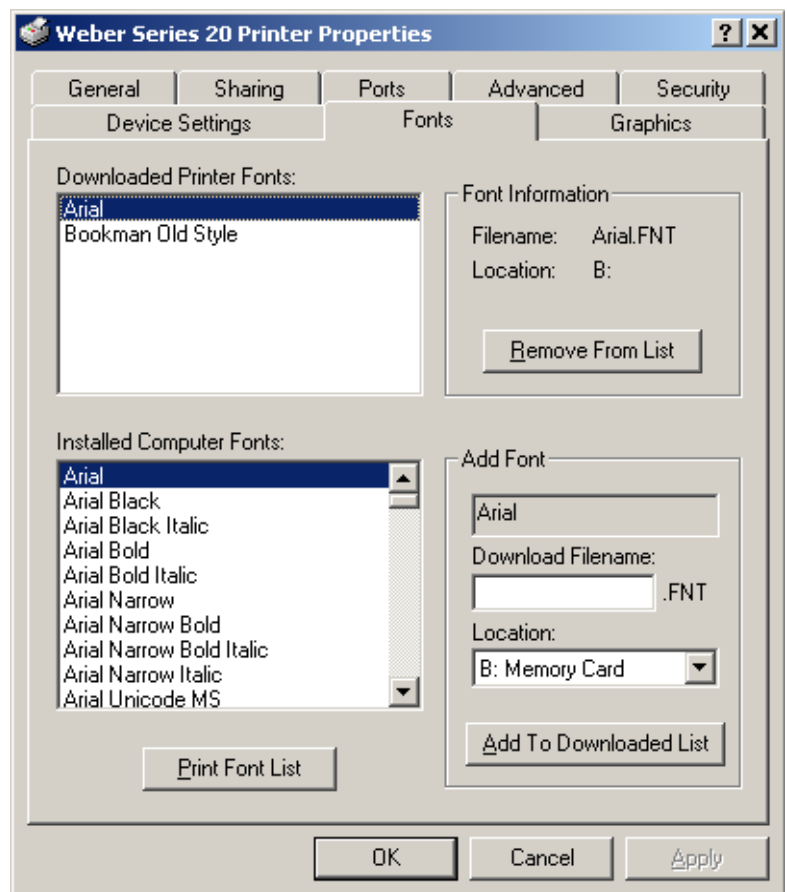 Weber Series 20 Printer Properties
?
General
Sharing
Ports
Advanced
Security
Device Settings
Fonts
Graphics
Downloaded Printer Fonts:
Arial
Bookman Old Style
Font Information
Filename: Arial.FNT
Location: B:
Remove From List
Installed Computer Fonts:
Arial
Arial Black
Arial Black Italic
Arial Bold
Arial Bold Italic
Arial Narrow
Arial Narrow Bold
Arial Narrow Bold Italic
Arial Narrow Italic
Arial Unicode MS
Print Font List
Add Font
Arial
Download Filename:
.FNT
Location:
B: Memory Card
Add To Downloaded List
OK
Cancel
Apply